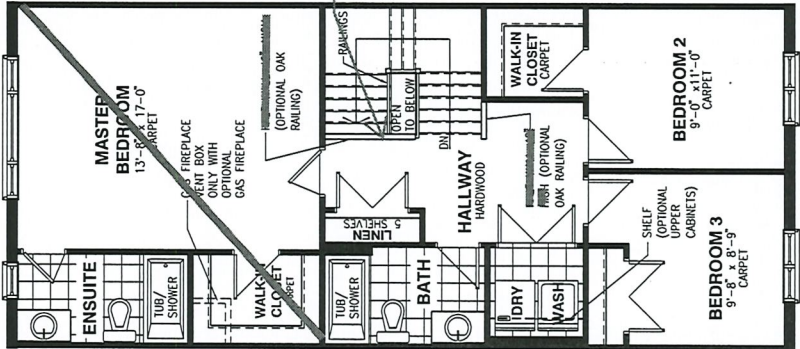 MASTER
BEDROOM
13'-8" x 17-0"
CARPET
GAS FIREPLACE
VENT BOX
ONLY WITH
OPTIONAL
GAS FIREPLACE
(OPTIONAL OAK
RAILING)
RAILINGS
OPEN
TO BELOW
DN
WALK-IN
CLOSET
CARPET
BEDROOM 2
9'-0" x11'-0"
CARPET
HALLWAY
HARDWOOD
HIGH (OPTIONAL
OAK RAILING)
LINEN
5 SHELVES
ENSUITE
TUB/
SHOWER
WALK-IN
CLOSET
CARPET
TUB/
SHOWER
BATH
DRY
WASH
SHELF
(OPTIONAL
UPPER
CABINETS)
BEDROOM 3
9'-8" x 8'-9"
CARPET